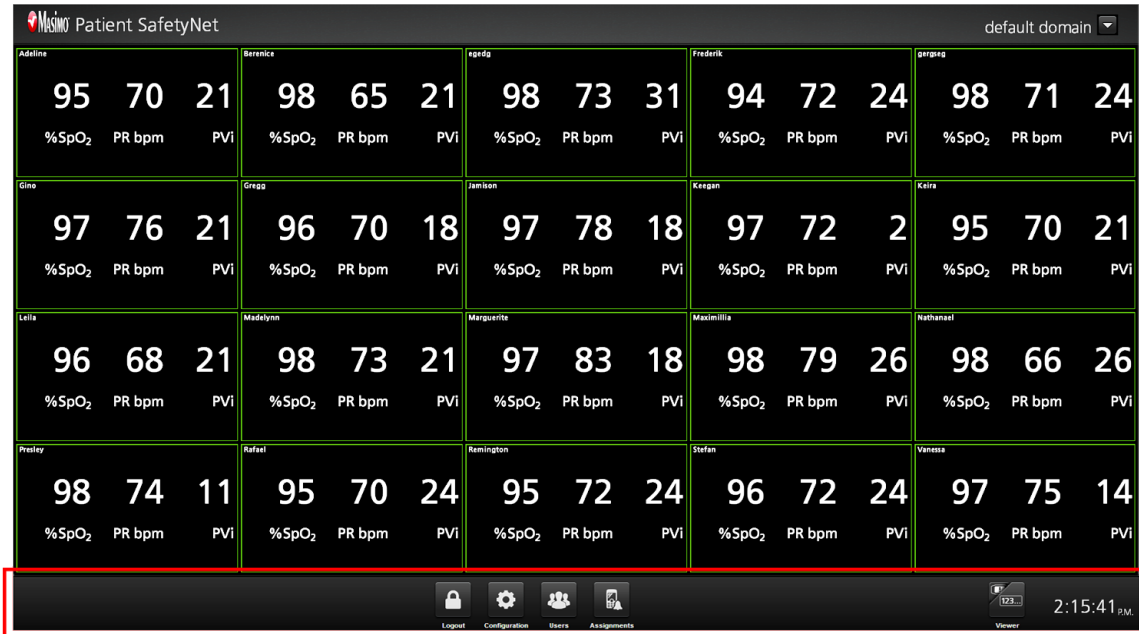 MASIMO Patient SafetyNet default domain
Adeline Berenice egedg Frederik gergseg
95 70 21 98 65 21 98 73 31 94 72 24 98 71 24
%SpO₂ PR bpm PVi %SpO₂ PR bpm PVi %SpO₂ PR bpm PVi %SpO₂ PR bpm PVi %SpO₂ PR bpm PVi
Gino Gregg Jamison Keegan Keira
97 76 21 96 70 18 97 78 18 97 72 2 95 70 21
%SpO₂ PR bpm PVi %SpO₂ PR bpm PVi %SpO₂ PR bpm PVi %SpO₂ PR bpm PVi %SpO₂ PR bpm PVi
Leila Madelynn Marguerite Maximillia Nathanael
96 68 21 98 73 21 97 83 18 98 79 26 98 66 26
%SpO₂ PR bpm PVi %SpO₂ PR bpm PVi %SpO₂ PR bpm PVi %SpO₂ PR bpm PVi %SpO₂ PR bpm PVi
Presley Rafael Remington Stefan Vanessa
98 74 11 95 70 24 95 72 24 96 72 24 97 75 14
%SpO₂ PR bpm PVi %SpO₂ PR bpm PVi %SpO₂ PR bpm PVi %SpO₂ PR bpm PVi %SpO₂ PR bpm PVi
123... 2:15:41 P.M.
Logout Configuration Users Assignments Viewer